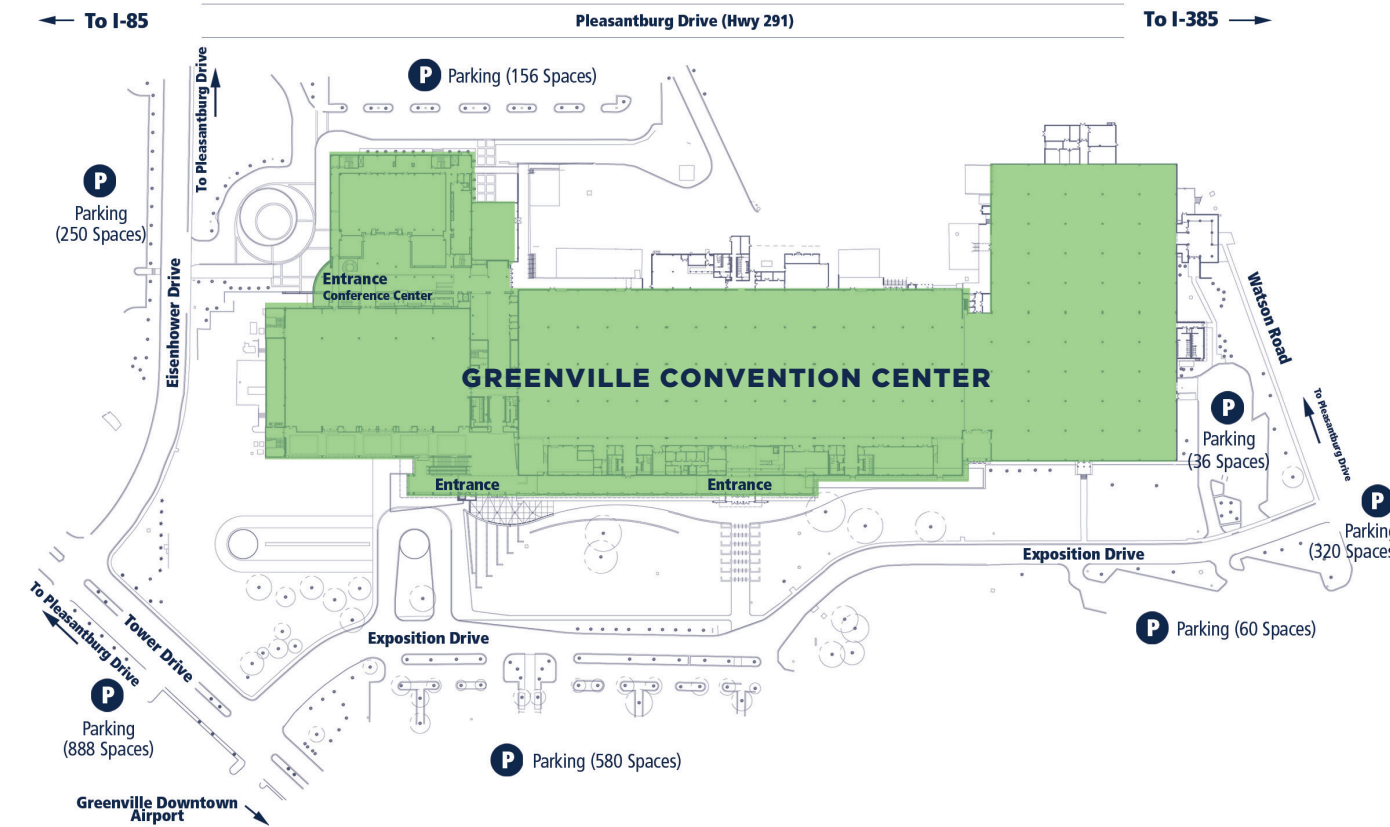 To I-85
Pleasantburg Drive (Hwy 291)
To I-385
To Pleasantburg Drive
P Parking (156 Spaces)
P
Parking
(250 Spaces)
Eisenhower Drive
Entrance
Conference Center
Watson Road
GREENVILLE CONVENTION CENTER
To Pleasantburg Drive
P
Parking
(36 Spaces)
Entrance
Entrance
P
Parking
(320 Spaces
Exposition Drive
To Pleasantburg Drive
Tower Drive
Exposition Drive
P Parking (60 Spaces)
P
Parking
(888 Spaces)
P Parking (580 Spaces)
Greenville Downtown
Airport